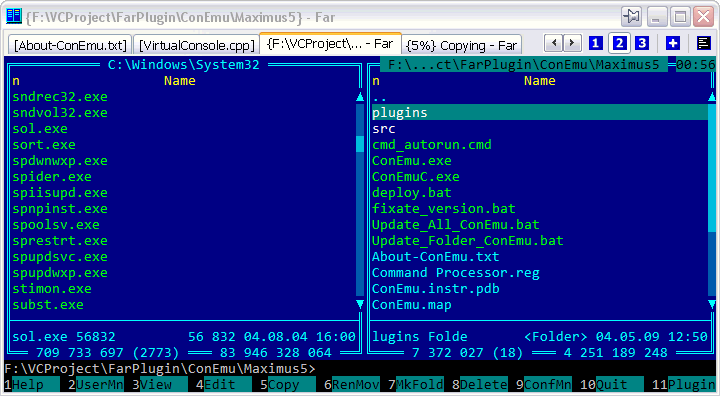 {F:\VCProject\FarPlugin\ConEmu\Maximus5} - Far
[About-ConEmu.txt] [VirtualConsole.cpp] {F:\VCProject\... - Far {5%} Copying - Far 1 2 3
C:\Windows\System32
n Name
sndrec32.exe
sndvol32.exe
sol.exe
sort.exe
spdwnwxp.exe
spider.exe
spiisupd.exe
spnpinst.exe
spoolsv.exe
sprestrt.exe
spupdsvc.exe
spupdwxp.exe
stimon.exe
subst.exe
sol.exe 56832 56 832 04.08.04 16:00
709 733 697 (2773) 83 946 328 064
F:\...ct\FarPlugin\ConEmu\Maximus5 00:56
n Name
..
plugins
src
cmd_autorun.cmd
ConEmu.exe
ConEmuC.exe
deploy.bat
fixate_version.bat
Update_All_ConEmu.bat
Update_Folder_ConEmu.bat
About-ConEmu.txt
Command Processor.reg
ConEmu.instr.pdb
ConEmu.map
lugins Folde <Folder> 04.05.09 12:50
7 372 027 (18) 4 251 189 248
F:\VCProject\FarPlugin\ConEmu\Maximus5>
1Help 2UserMn 3View 4Edit 5Copy 6RenMov 7MkFold 8Delete 9ConfMn 10Quit 11Plugin